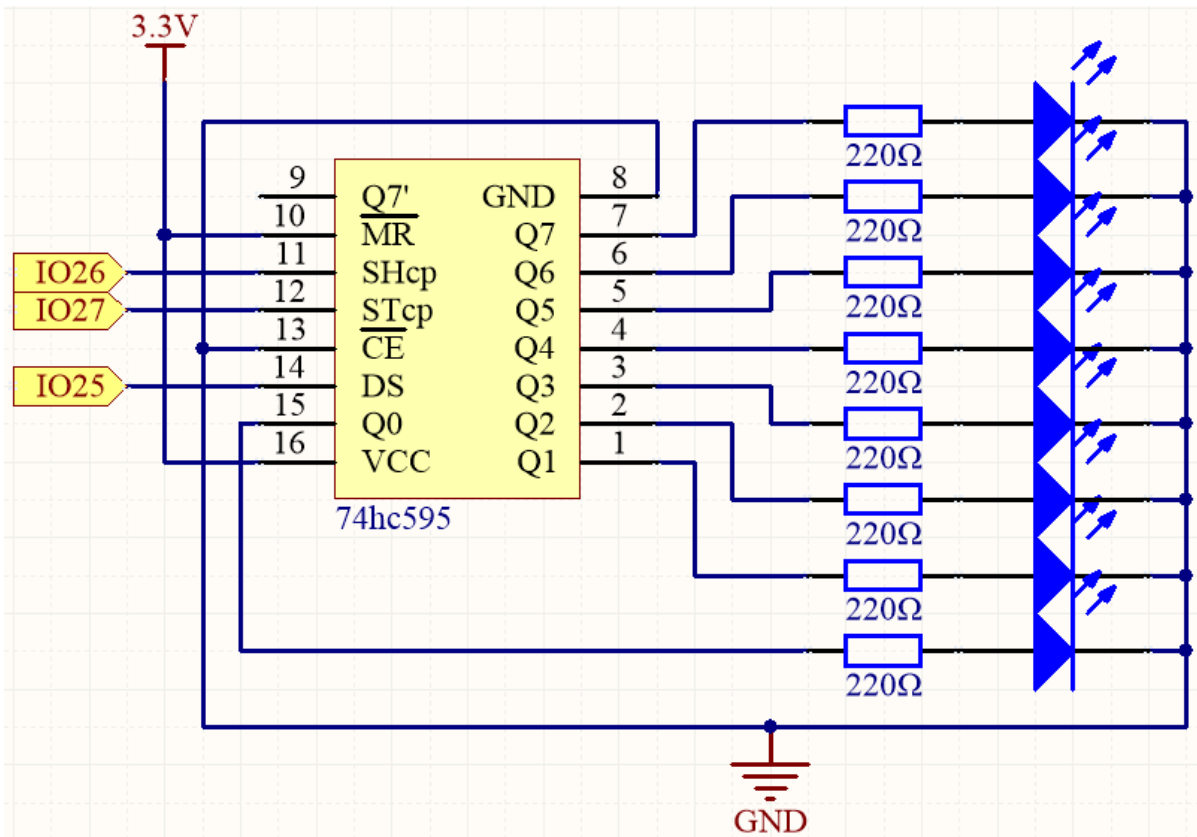 3.3V
9 Q7' GND 8
10 MR Q7 7
IO26 11 SHcp Q6 6
IO27 12 STcp Q5 5
13 CE Q4 4
IO25 14 DS Q3 3
15 Q0 Q2 2
16 VCC Q1 1
74hc595
220Ω
220Ω
220Ω
220Ω
220Ω
220Ω
220Ω
220Ω
GND